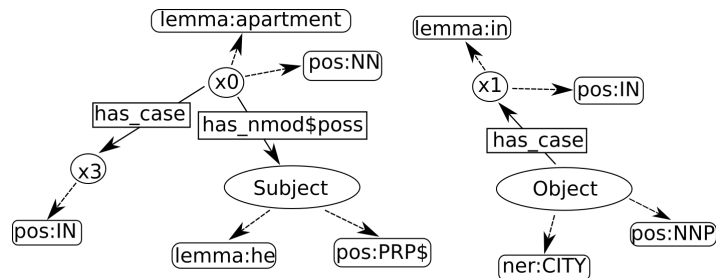 lemma:apartment
x0
pos:NN
has_case
has_nmod$poss
x3
Subject
pos:IN
lemma:he
pos:PRP$
lemma:in
x1
pos:IN
has_case
Object
pos:NNP
ner:CITY